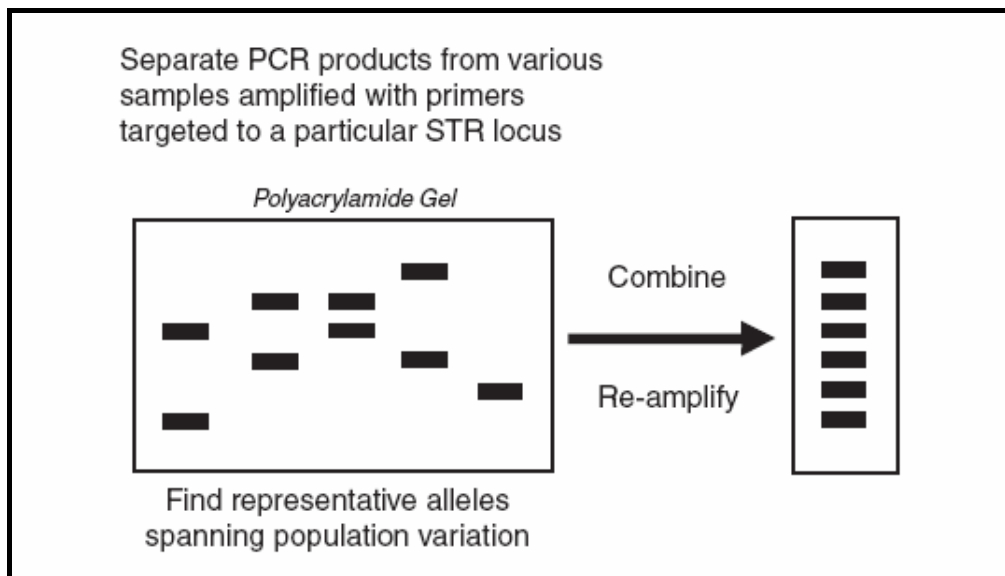 Separate PCR products from various
samples amplified with primers
targeted to a particular STR locus
Polyacrylamide Gel
Combine
Re-amplify
Find representative alleles
spanning population variation